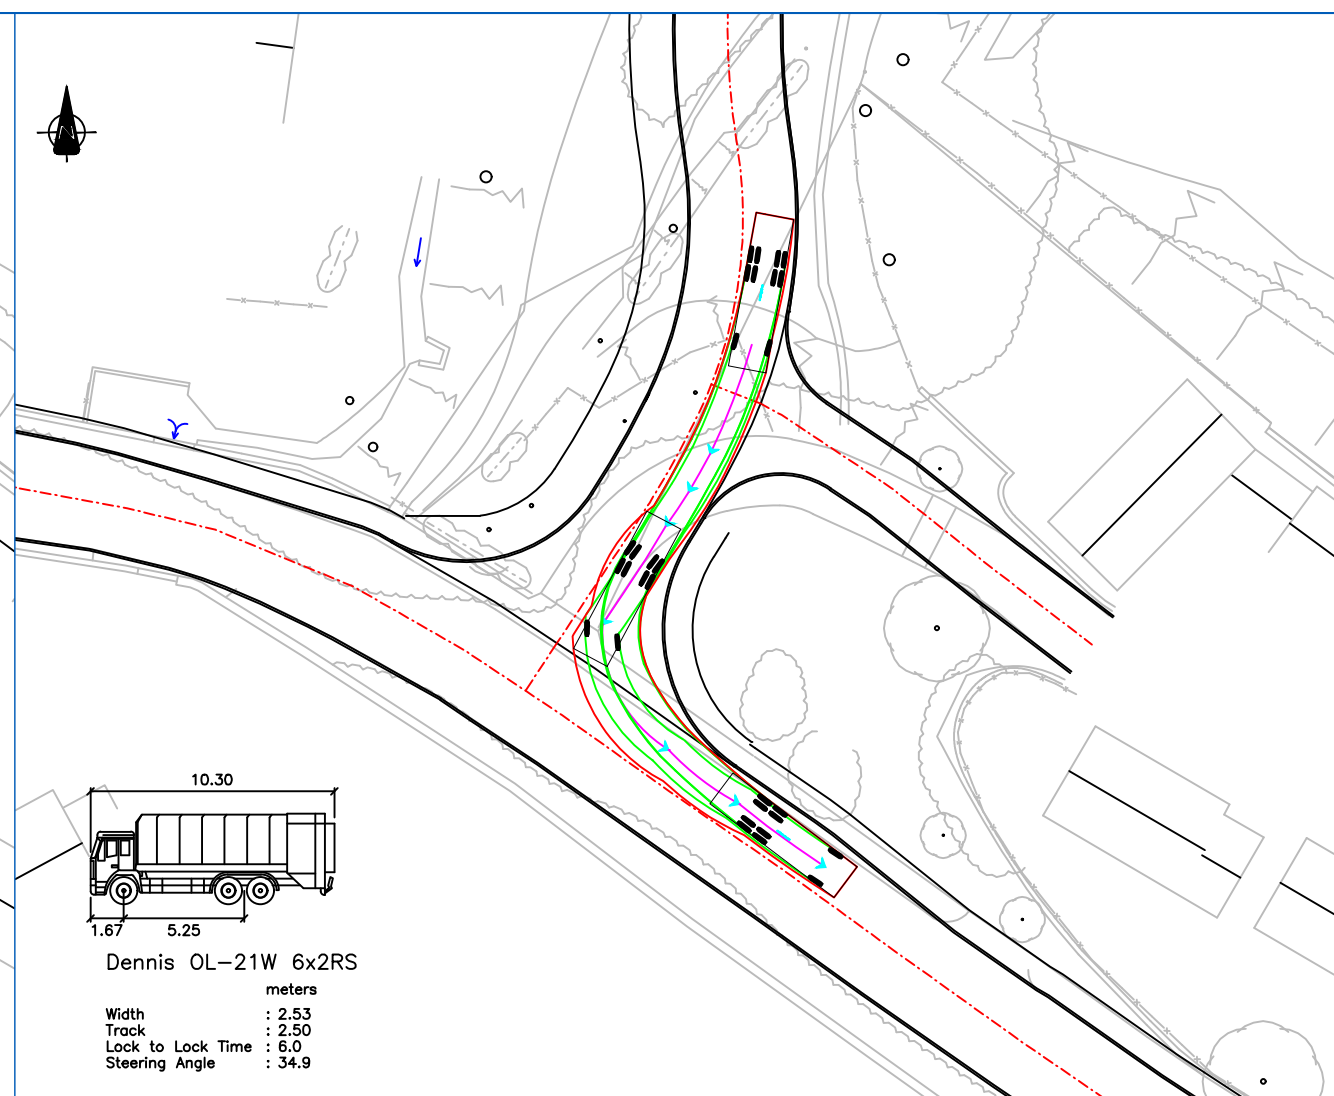 N
10.30
1.67 5.25
Dennis OL-21W 6x2RS
meters
Width : 2.53
Track : 2.50
Lock to Lock Time : 6.0
Steering Angle : 34.9